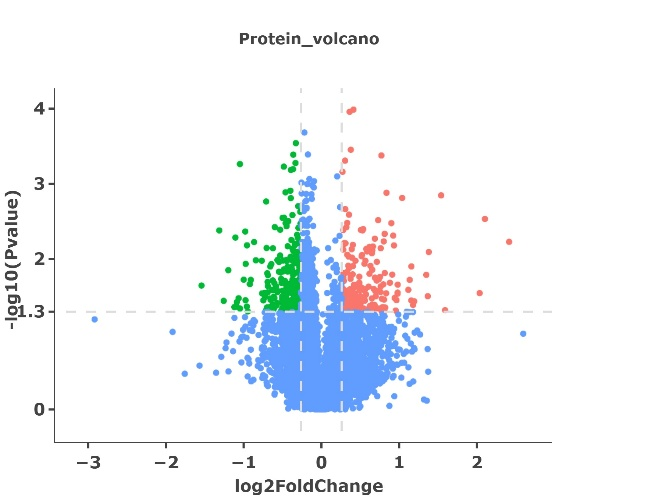 Protein_volcano
-log10(Pvalue)
4
3
2
1.3
0
−3 −2 −1 0 1 2
log2FoldChange